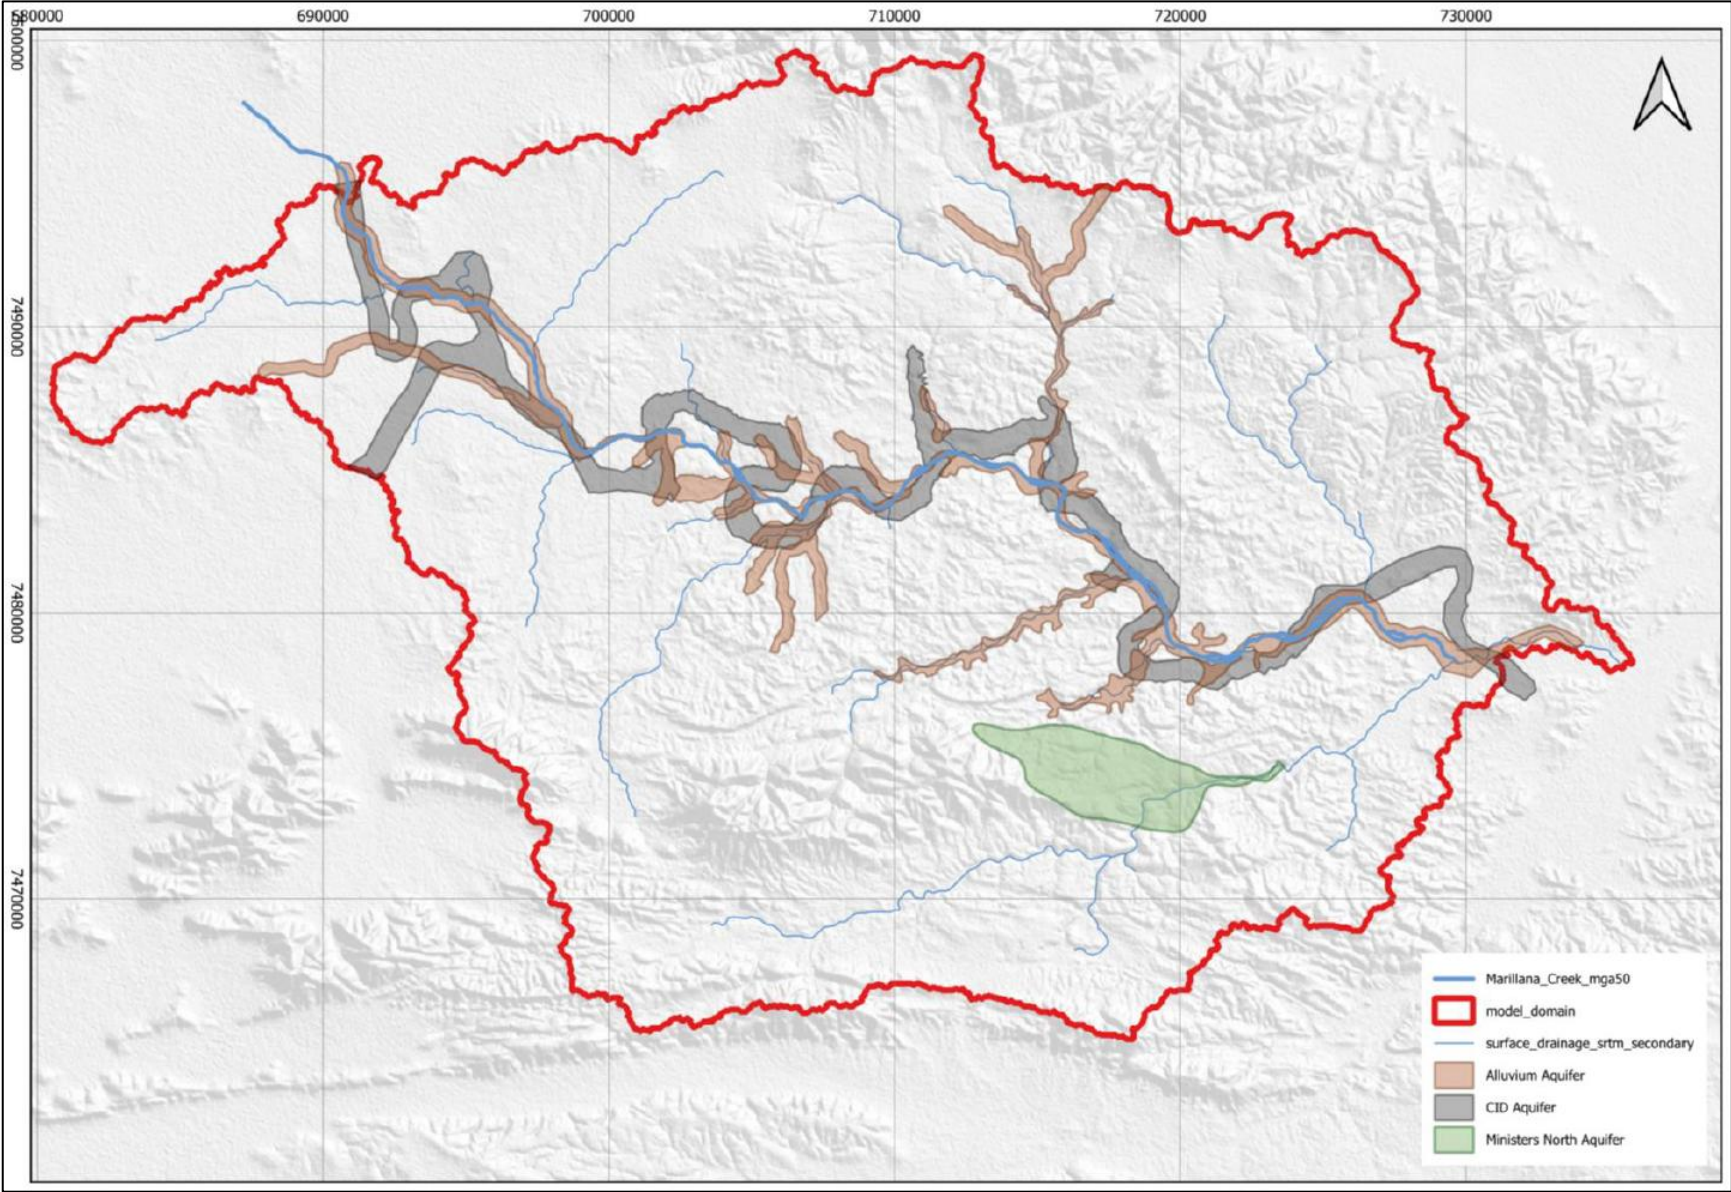 680000 690000 700000 710000 720000 730000
7500000
7490000
7480000
7470000
Marillana_Creek_mga50
model_domain
surface_drainage_srtm_secondary
Alluvium Aquifer
CID Aquifer
Ministers North Aquifer